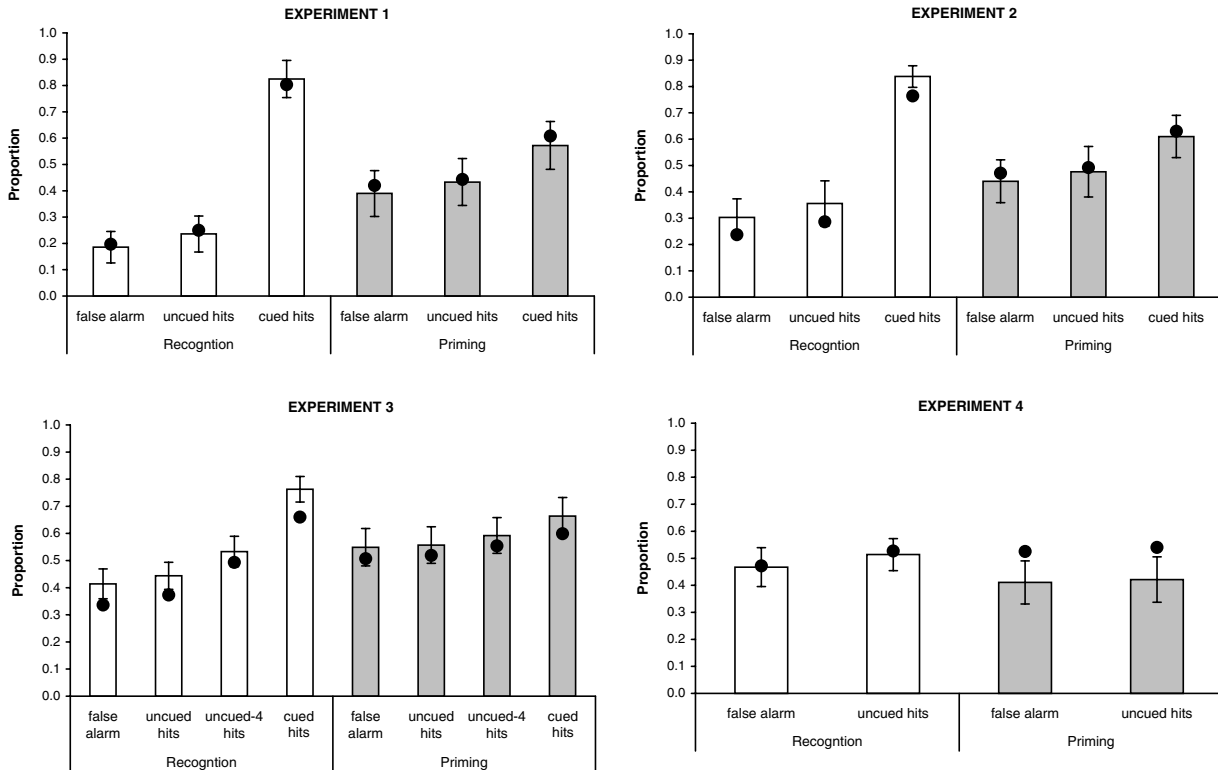 EXPERIMENT 1
Proportion
1.0
0.9
0.8
0.7
0.6
0.5
0.4
0.3
0.2
0.1
0.0
false alarm uncued hits cued hits false alarm uncued hits cued hits
Recogntion Priming
EXPERIMENT 2
Proportion
1.0
0.9
0.8
0.7
0.6
0.5
0.4
0.3
0.2
0.1
0.0
false alarm uncued hits cued hits false alarm uncued hits cued hits
Recogntion Priming
EXPERIMENT 3
Proportion
1.0
0.9
0.8
0.7
0.6
0.5
0.4
0.3
0.2
0.1
0.0
false uncued uncued-4 cued false uncued uncued-4 cued
alarm hits hits hits alarm hits hits hits
Recogntion Priming
EXPERIMENT 4
Proportion
1.0
0.9
0.8
0.7
0.6
0.5
0.4
0.3
0.2
0.1
0.0
false alarm uncued hits false alarm uncued hits
Recogntion Priming